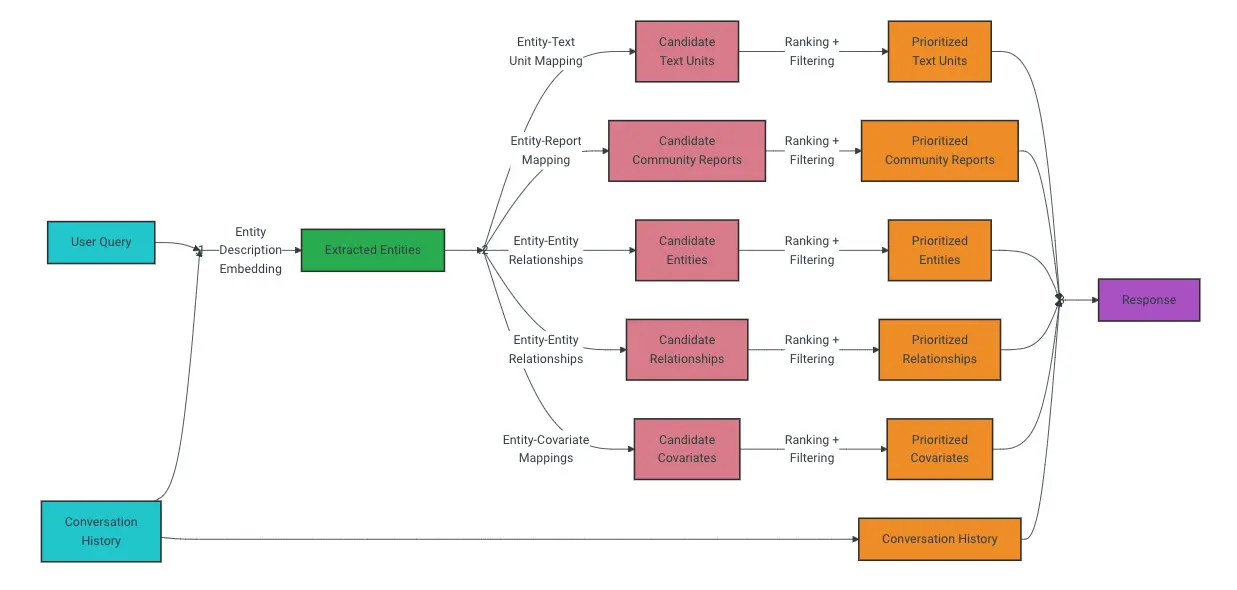 User Query
Conversation
History
1
Entity
Description
Embedding
Extracted Entities
2
Entity-Text
Unit Mapping
Candidate
Text Units
Ranking +
Filtering
Prioritized
Text Units
Entity-Report
Mapping
Candidate
Community Reports
Ranking +
Filtering
Prioritized
Community Reports
Entity-Entity
Relationships
Candidate
Entities
Ranking +
Filtering
Prioritized
Entities
Entity-Entity
Relationships
Candidate
Relationships
Ranking +
Filtering
Prioritized
Relationships
Entity-Covariate
Mappings
Candidate
Covariates
Ranking +
Filtering
Prioritized
Covariates
Conversation History
Response